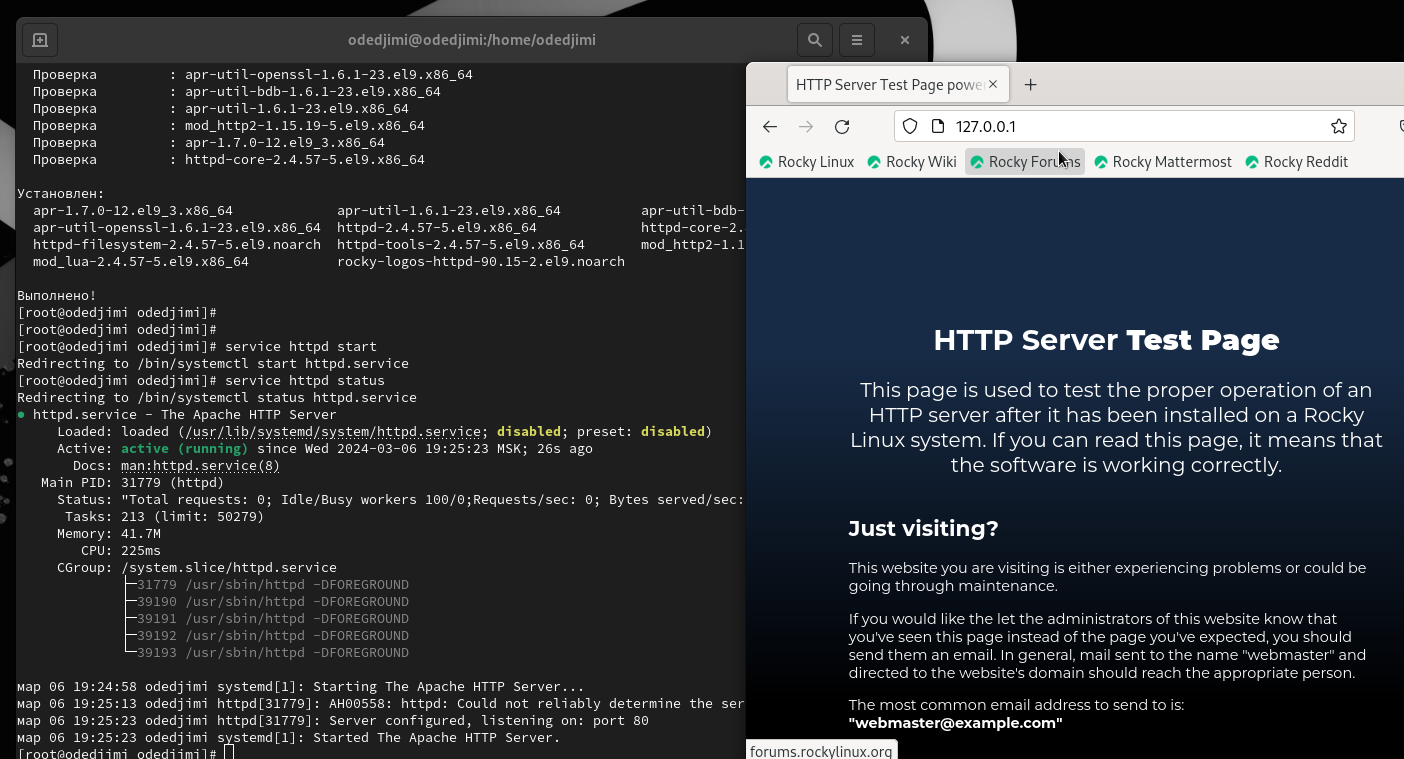 odedjimi@odedjimi:/home/odedjimi
Проверка : apr-util-openssl-1.6.1-23.el9.x86_64
Проверка : apr-util-bdb-1.6.1-23.el9.x86_64
Проверка : apr-util-1.6.1-23.el9.x86_64
Проверка : mod_http2-1.15.19-5.el9.x86_64
Проверка : apr-1.7.0-12.el9_3.x86_64
Проверка : httpd-core-2.4.57-5.el9.x86_64
Установлен:
apr-1.7.0-12.el9_3.x86_64 apr-util-1.6.1-23.el9.x86_64 apr-util-bdb-
apr-util-openssl-1.6.1-23.el9.x86_64 httpd-2.4.57-5.el9.x86_64 httpd-core-2.
httpd-filesystem-2.4.57-5.el9.noarch httpd-tools-2.4.57-5.el9.x86_64 mod_http2-1.1
mod_lua-2.4.57-5.el9.x86_64 rocky-logos-httpd-90.15-2.el9.noarch
Выполнено!
[root@odedjimi odedjimi]#
[root@odedjimi odedjimi]#
[root@odedjimi odedjimi]# service httpd start
Redirecting to /bin/systemctl start httpd.service
[root@odedjimi odedjimi]# service httpd status
Redirecting to /bin/systemctl status httpd.service
● httpd.service - The Apache HTTP Server
Loaded: loaded (/usr/lib/systemd/system/httpd.service; disabled; preset: disabled)
Active: active (running) since Wed 2024-03-06 19:25:23 MSK; 26s ago
Docs: man:httpd.service(8)
Main PID: 31779 (httpd)
Status: "Total requests: 0; Idle/Busy workers 100/0;Requests/sec: 0; Bytes served/sec:
Tasks: 213 (limit: 50279)
Memory: 41.7M
CPU: 225ms
CGroup: /system.slice/httpd.service
├─31779 /usr/sbin/httpd -DFOREGROUND
├─39190 /usr/sbin/httpd -DFOREGROUND
├─39191 /usr/sbin/httpd -DFOREGROUND
├─39192 /usr/sbin/httpd -DFOREGROUND
└─39193 /usr/sbin/httpd -DFOREGROUND
мар 06 19:24:58 odedjimi systemd[1]: Starting The Apache HTTP Server...
мар 06 19:25:13 odedjimi httpd[31779]: AH00558: httpd: Could not reliably determine the ser
мар 06 19:25:23 odedjimi httpd[31779]: Server configured, listening on: port 80
мар 06 19:25:23 odedjimi systemd[1]: Started The Apache HTTP Server.
[root@odedjimi odedjimi]#
HTTP Server Test Page powe
127.0.0.1
Rocky Linux Rocky Wiki Rocky Forums Rocky Mattermost Rocky Reddit
HTTP Server Test Page
This page is used to test the proper operation of an
HTTP server after it has been installed on a Rocky
Linux system. If you can read this page, it means that
the software is working correctly.
Just visiting?
This website you are visiting is either experiencing problems or could be
going through maintenance.
If you would like the let the administrators of this website know that
you've seen this page instead of the page you've expected, you should
send them an email. In general, mail sent to the name "webmaster" and
directed to the website's domain should reach the appropriate person.
The most common email address to send to is:
"webmaster@example.com"
forums.rockylinux.org